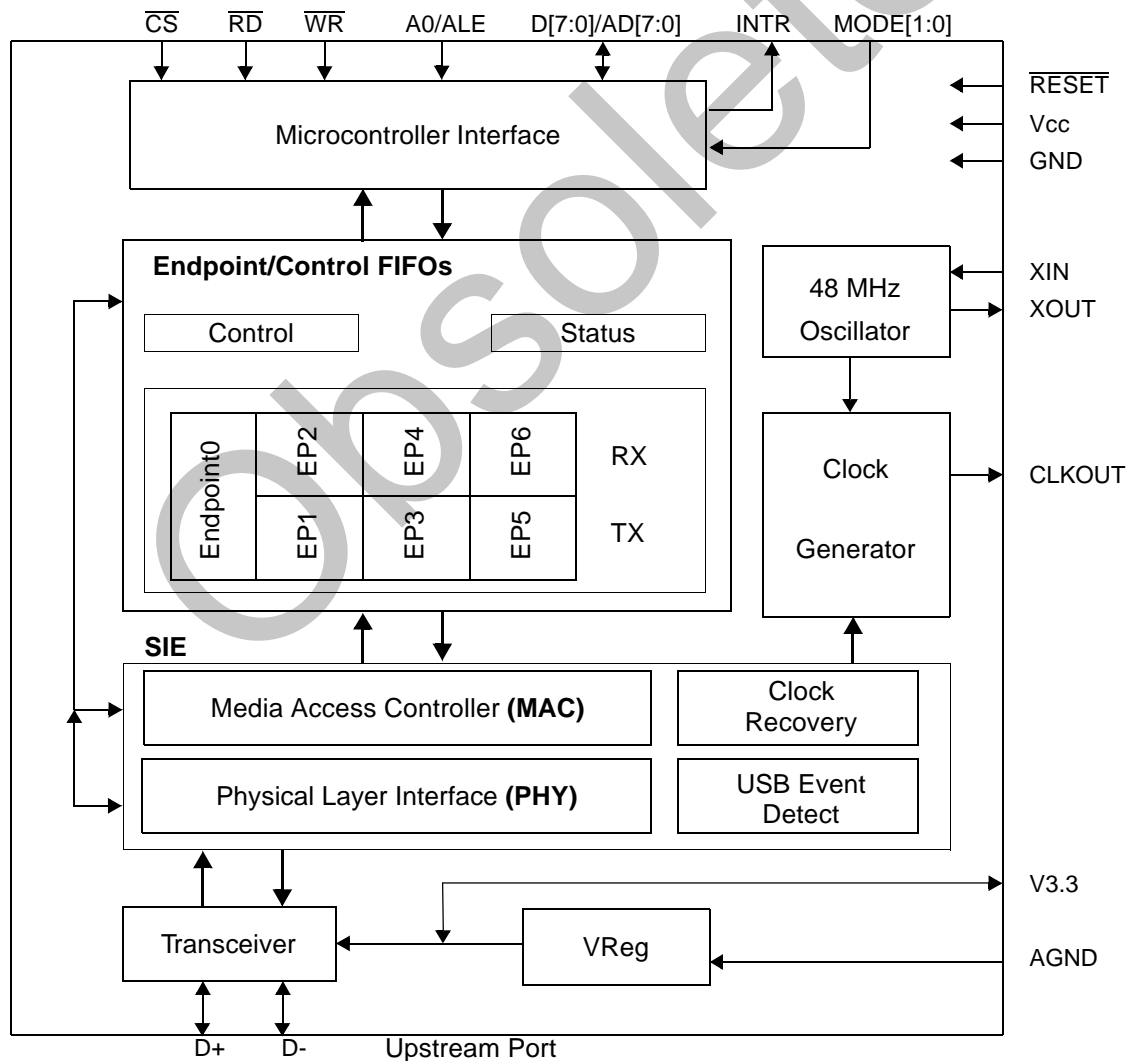 CS RD WR A0/ALE D[7:0]/AD[7:0] INTR MODE[1:0]
RESET
Vcc
GND
Microcontroller Interface
Endpoint/Control FIFOs
Control Status
48 MHz
Oscillator
XIN
XOUT
Endpoint0
EP2 EP4 EP6 RX
EP1 EP3 EP5 TX
Clock
Generator
CLKOUT
SIE
Media Access Controller (MAC)
Clock
Recovery
Physical Layer Interface (PHY)
USB Event
Detect
V3.3
Transceiver
VReg
AGND
D+ D- Upstream Port
Obsolete